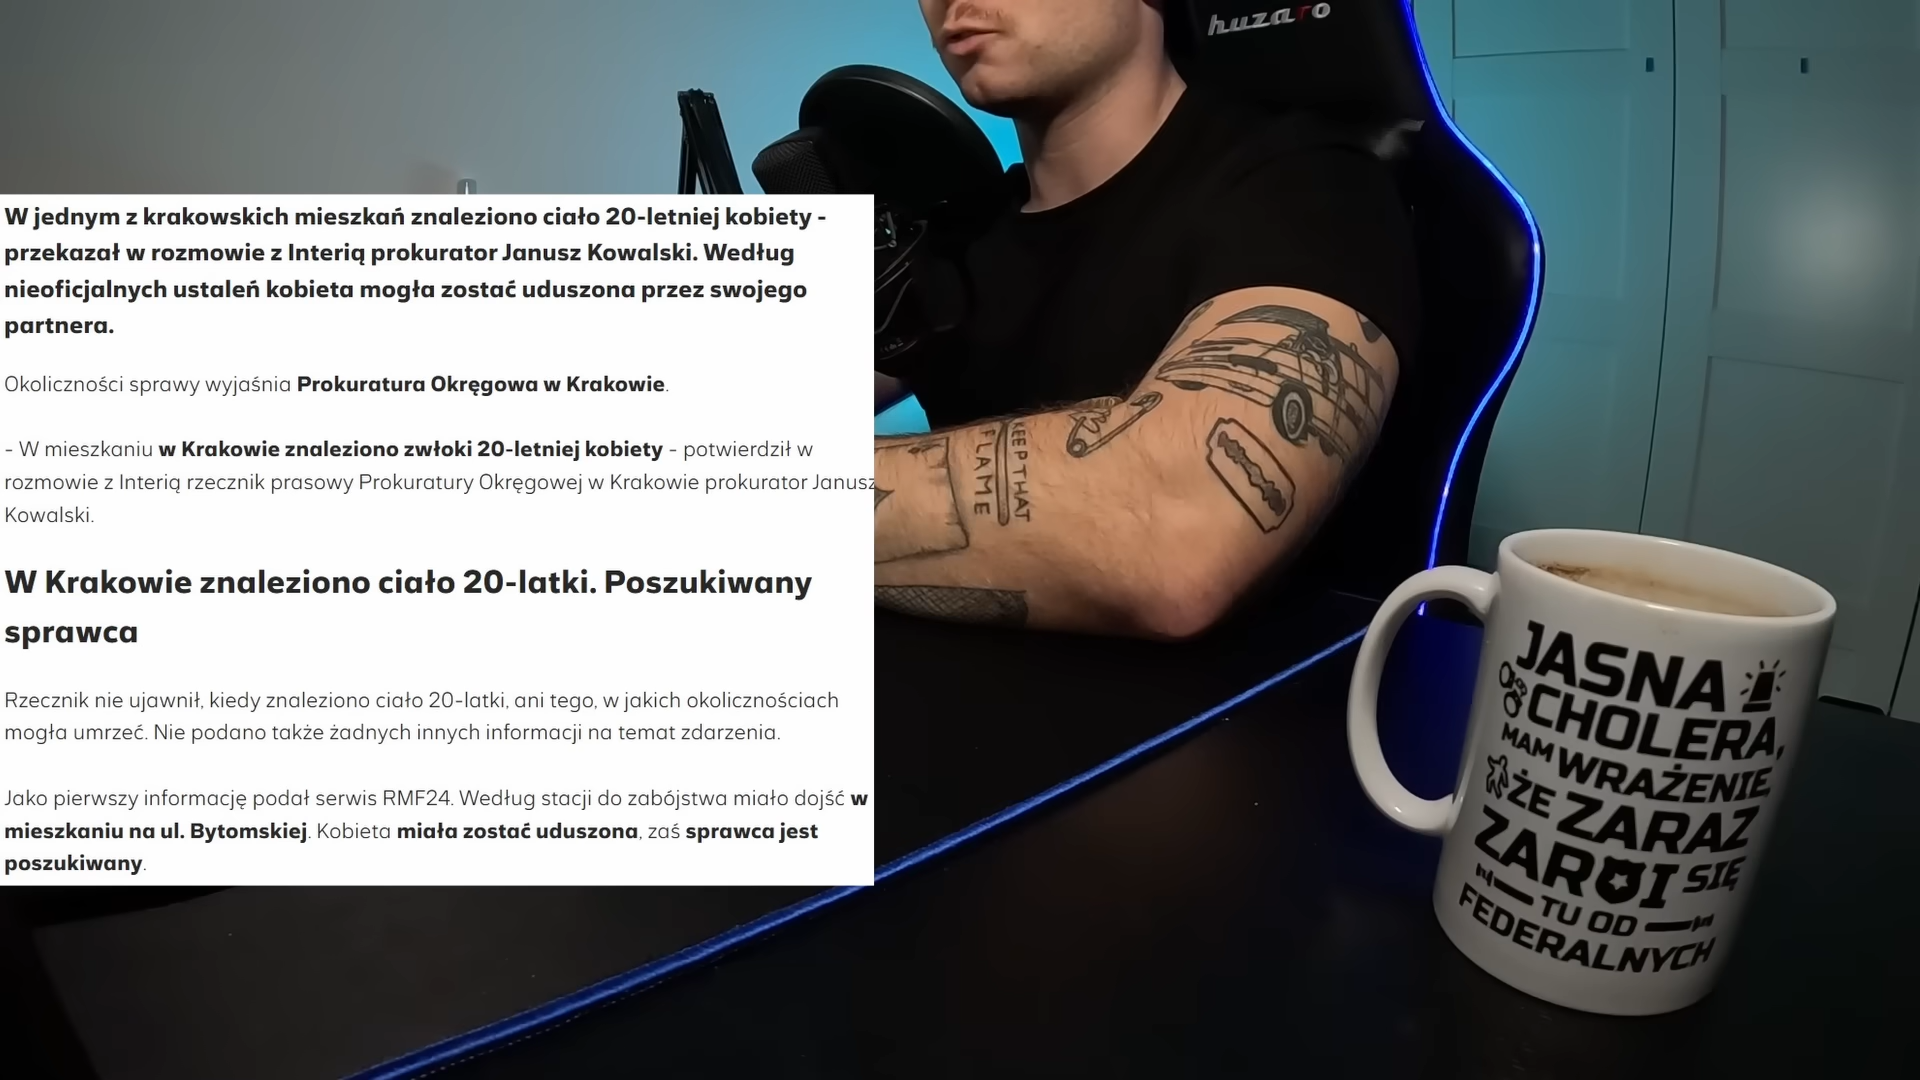 huzaro
W jednym z krakowskich mieszkań znaleziono ciało 20-letniej kobiety -
przekazał w rozmowie z Interią prokurator Janusz Kowalski. Według
nieoficjalnych ustaleń kobieta mogła zostać uduszona przez swojego
partnera.
Okoliczności sprawy wyjaśnia Prokuratura Okręgowa w Krakowie.
- W mieszkaniu w Krakowie znaleziono zwłoki 20-letniej kobiety - potwierdził w
rozmowie z Interią rzecznik prasowy Prokuratury Okręgowej w Krakowie prokurator Janusz
Kowalski.
W Krakowie znaleziono ciało 20-latki. Poszukiwany
sprawca
Rzecznik nie ujawnił, kiedy znaleziono ciało 20-latki, ani tego, w jakich okolicznościach
mogła umrzeć. Nie podano także żadnych innych informacji na temat zdarzenia.
Jako pierwszy informację podał serwis RMF24. Według stacji do zabójstwa miało dojść w
mieszkaniu na ul. Bytomskiej. Kobieta miała zostać uduszona, zaś sprawca jest
poszukiwany.
KEEP THAT
FLAME
JASNA
CHOLERA,
MAM WRAŻENIE,
ŻE ZARAZ
ZAROI SIĘ
TU OD
FEDERALNYCH